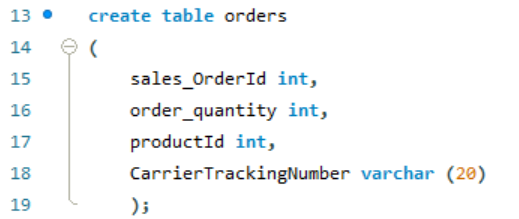 13 create table orders
14 (
15 sales_OrderId int,
16 order_quantity int,
17 productId int,
18 CarrierTrackingNumber varchar (20)
19 );